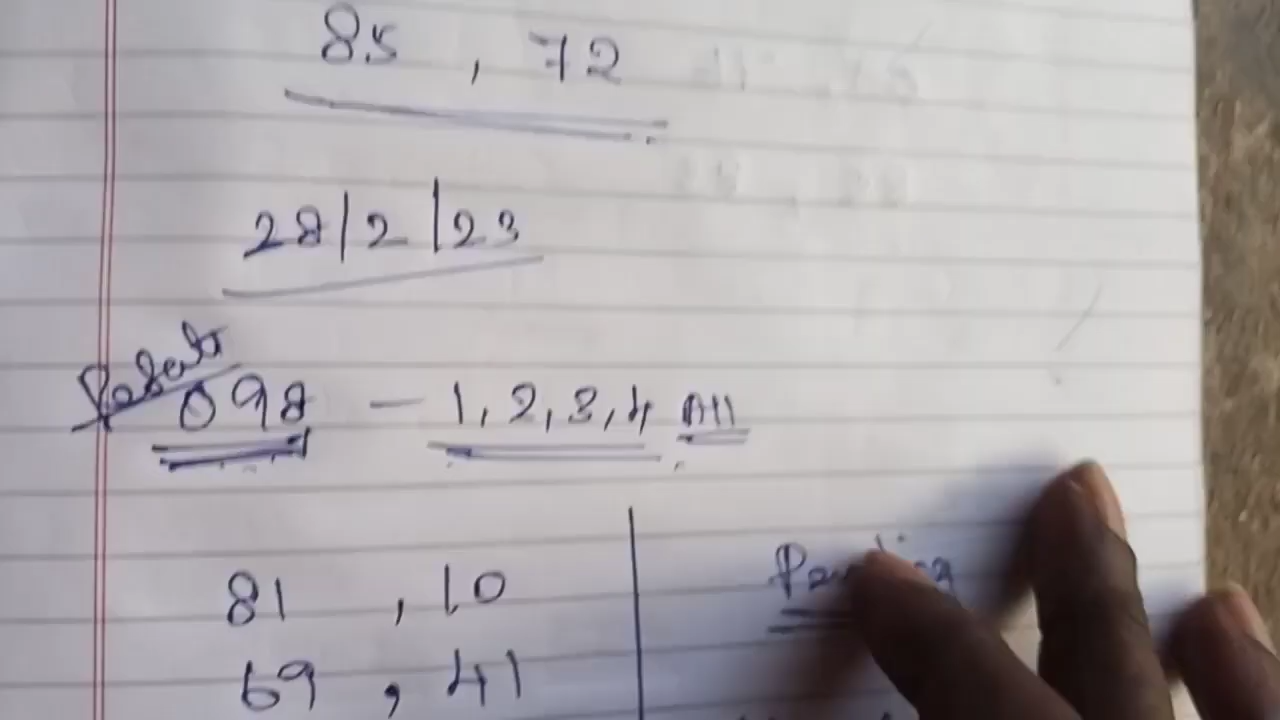 85 , 72
28/2/23
Result
098 - 1, 2, 3, 4 All
81 , 10
69 , 41